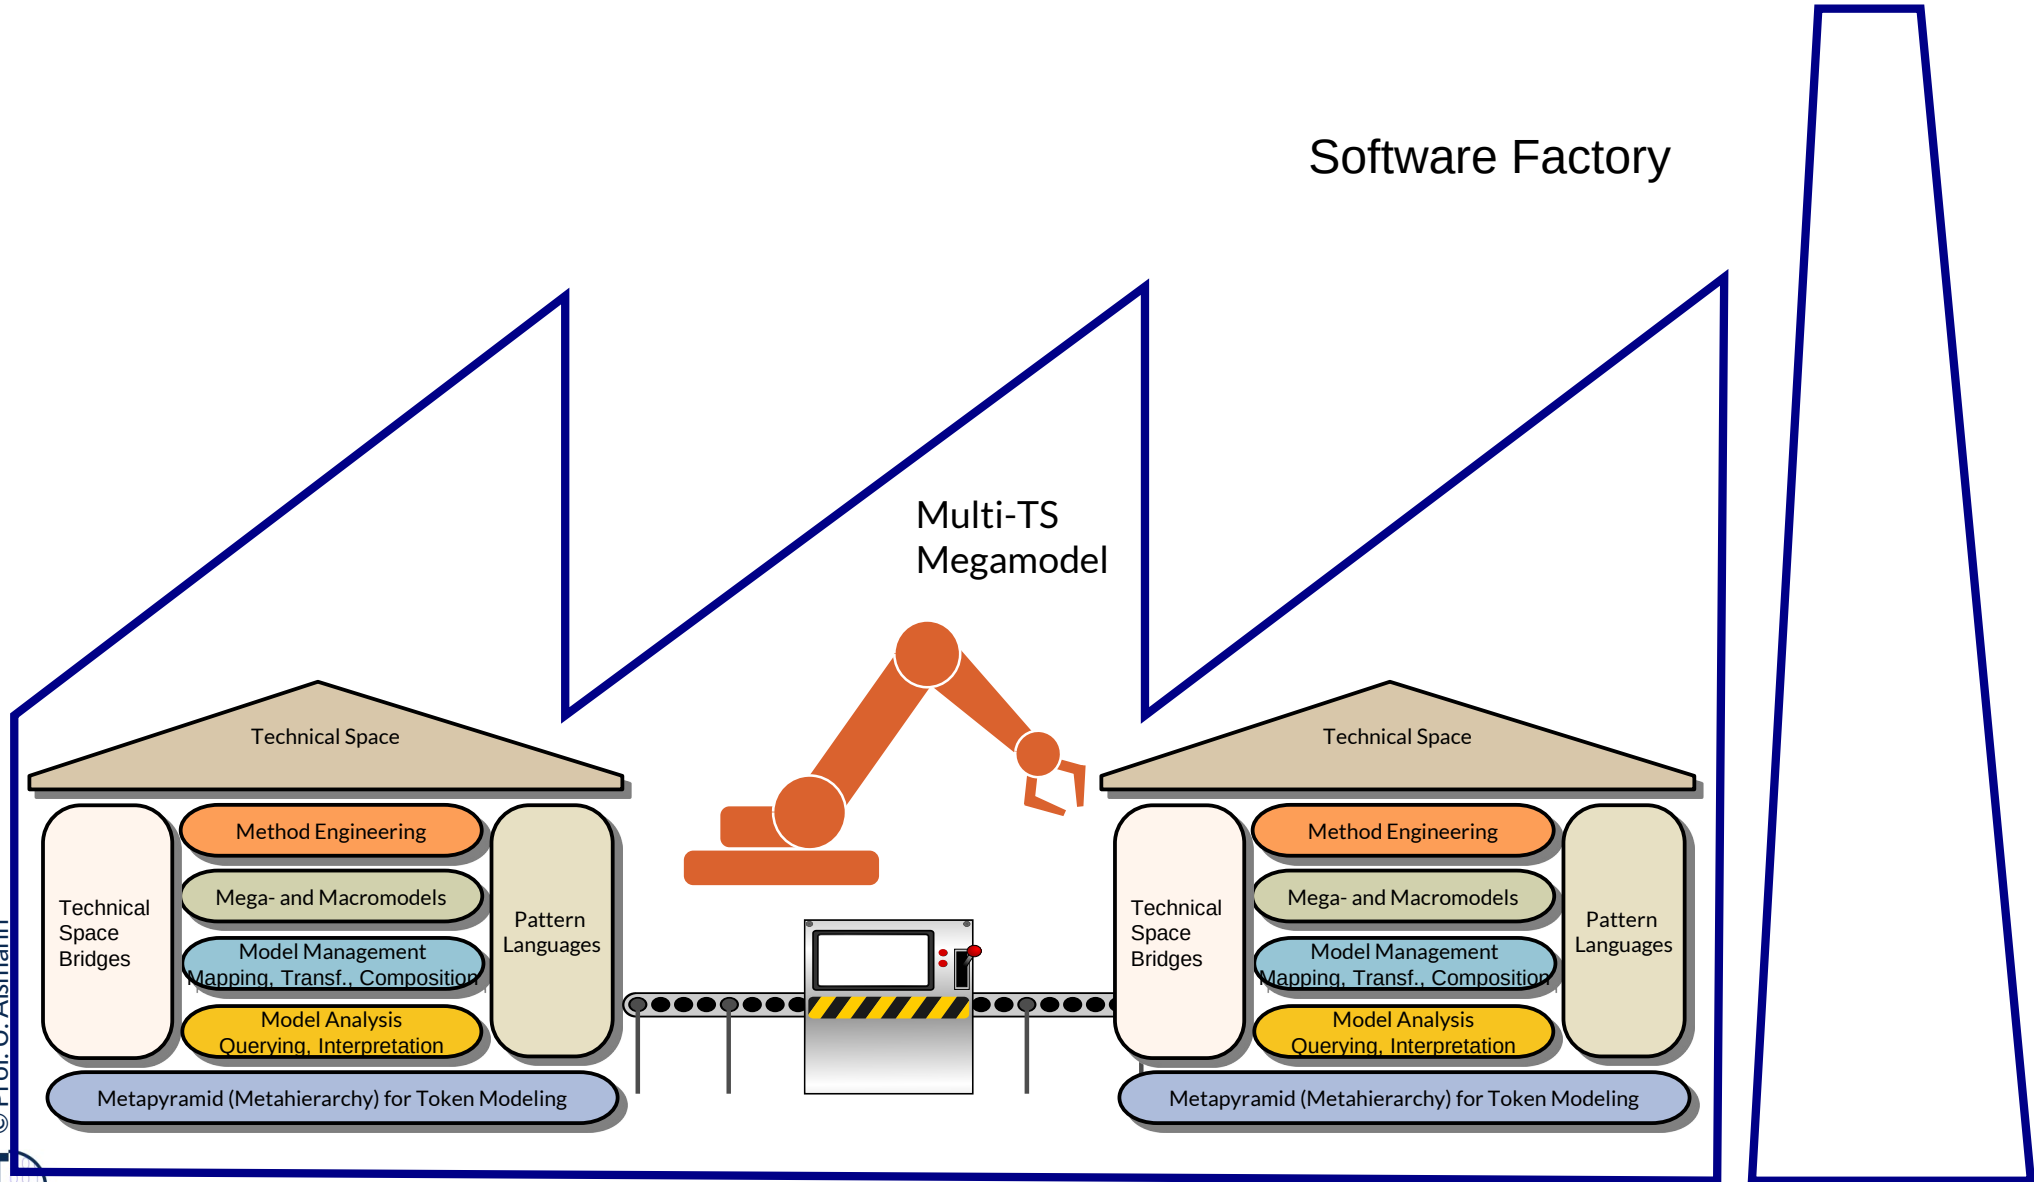 Software Factory
Multi-TS
Megamodel
Technical Space
Method Engineering
Mega- and Macromodels
Model Management
Mapping, Transf., Composition
Model Analysis
Querying, Interpretation
Technical
Space
Bridges
Pattern
Languages
Metapyramid (Metahierarchy) for Token Modeling
Technical Space
Method Engineering
Mega- and Macromodels
Model Management
Mapping, Transf., Composition
Model Analysis
Querying, Interpretation
Technical
Space
Bridges
Pattern
Languages
Metapyramid (Metahierarchy) for Token Modeling
© Prof. U. Aßmann